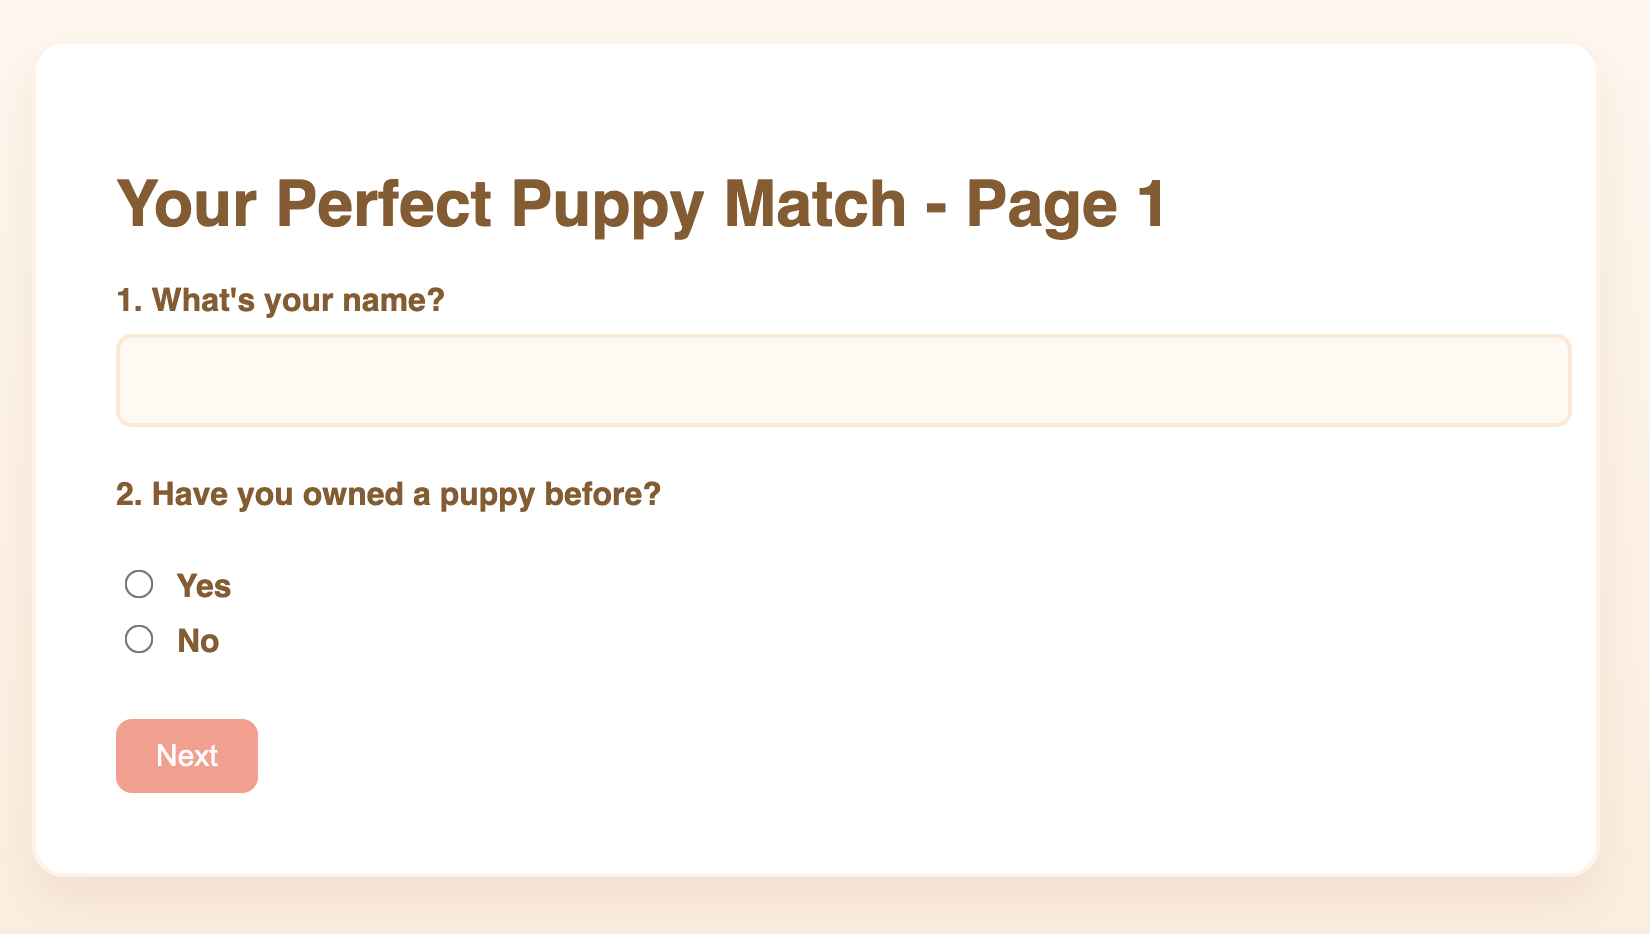 Your Perfect Puppy Match - Page 1
1. What's your name?
2. Have you owned a puppy before?
Yes
No
Next